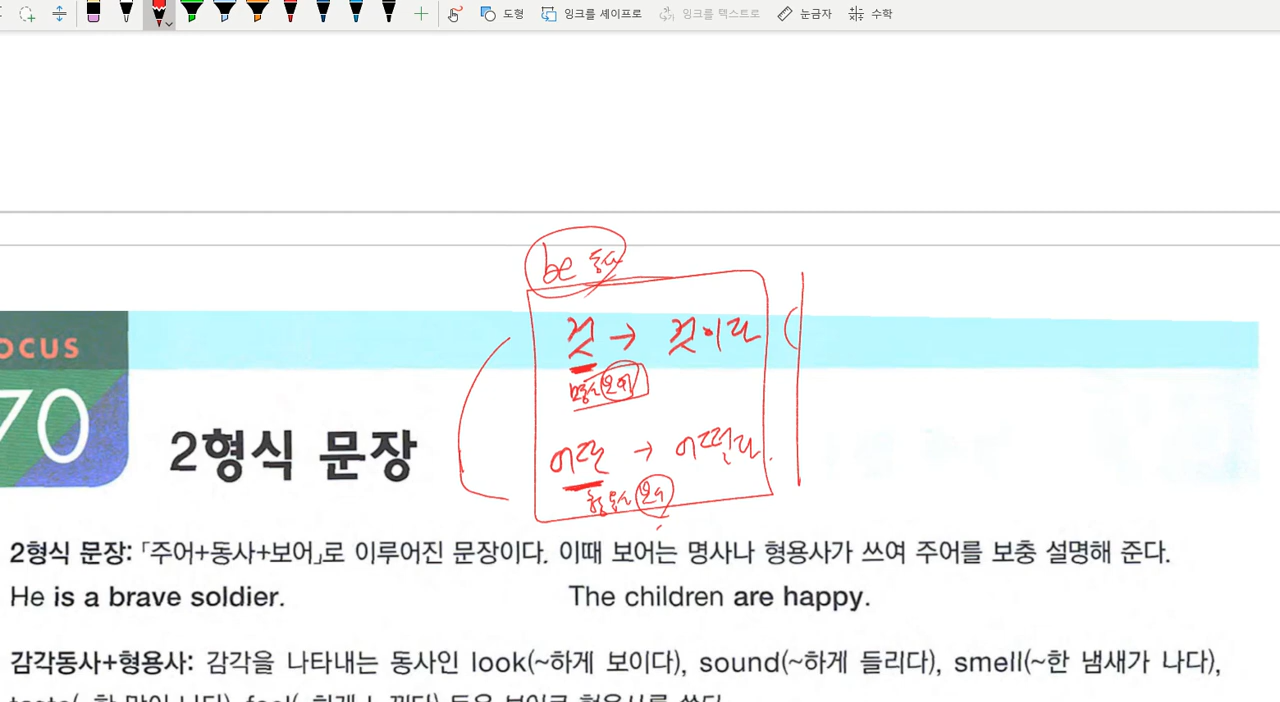 도형 잉크를 셰이프로 잉크를 텍스트로 눈금자 수학
be 동사
것 → 것이다
명사 보어
어떤 → 어떻다.
형용사 보어
OCUS
70
2형식 문장
2형식 문장: 「주어+동사+보어」로 이루어진 문장이다. 이때 보어는 명사나 형용사가 쓰여 주어를 보충 설명해 준다.
He is a brave soldier. The children are happy.
감각동사+형용사: 감각을 나타내는 동사인 look(~하게 보이다), sound(~하게 들리다), smell(~한 냄새가 나다),